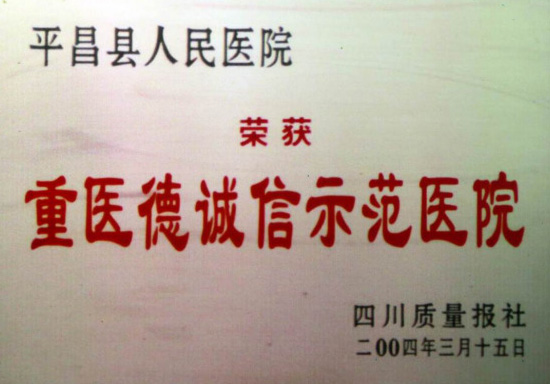 平昌县人民医院
荣获
重医德诚信示范医院
四川质量报社
二00四年三月十五日